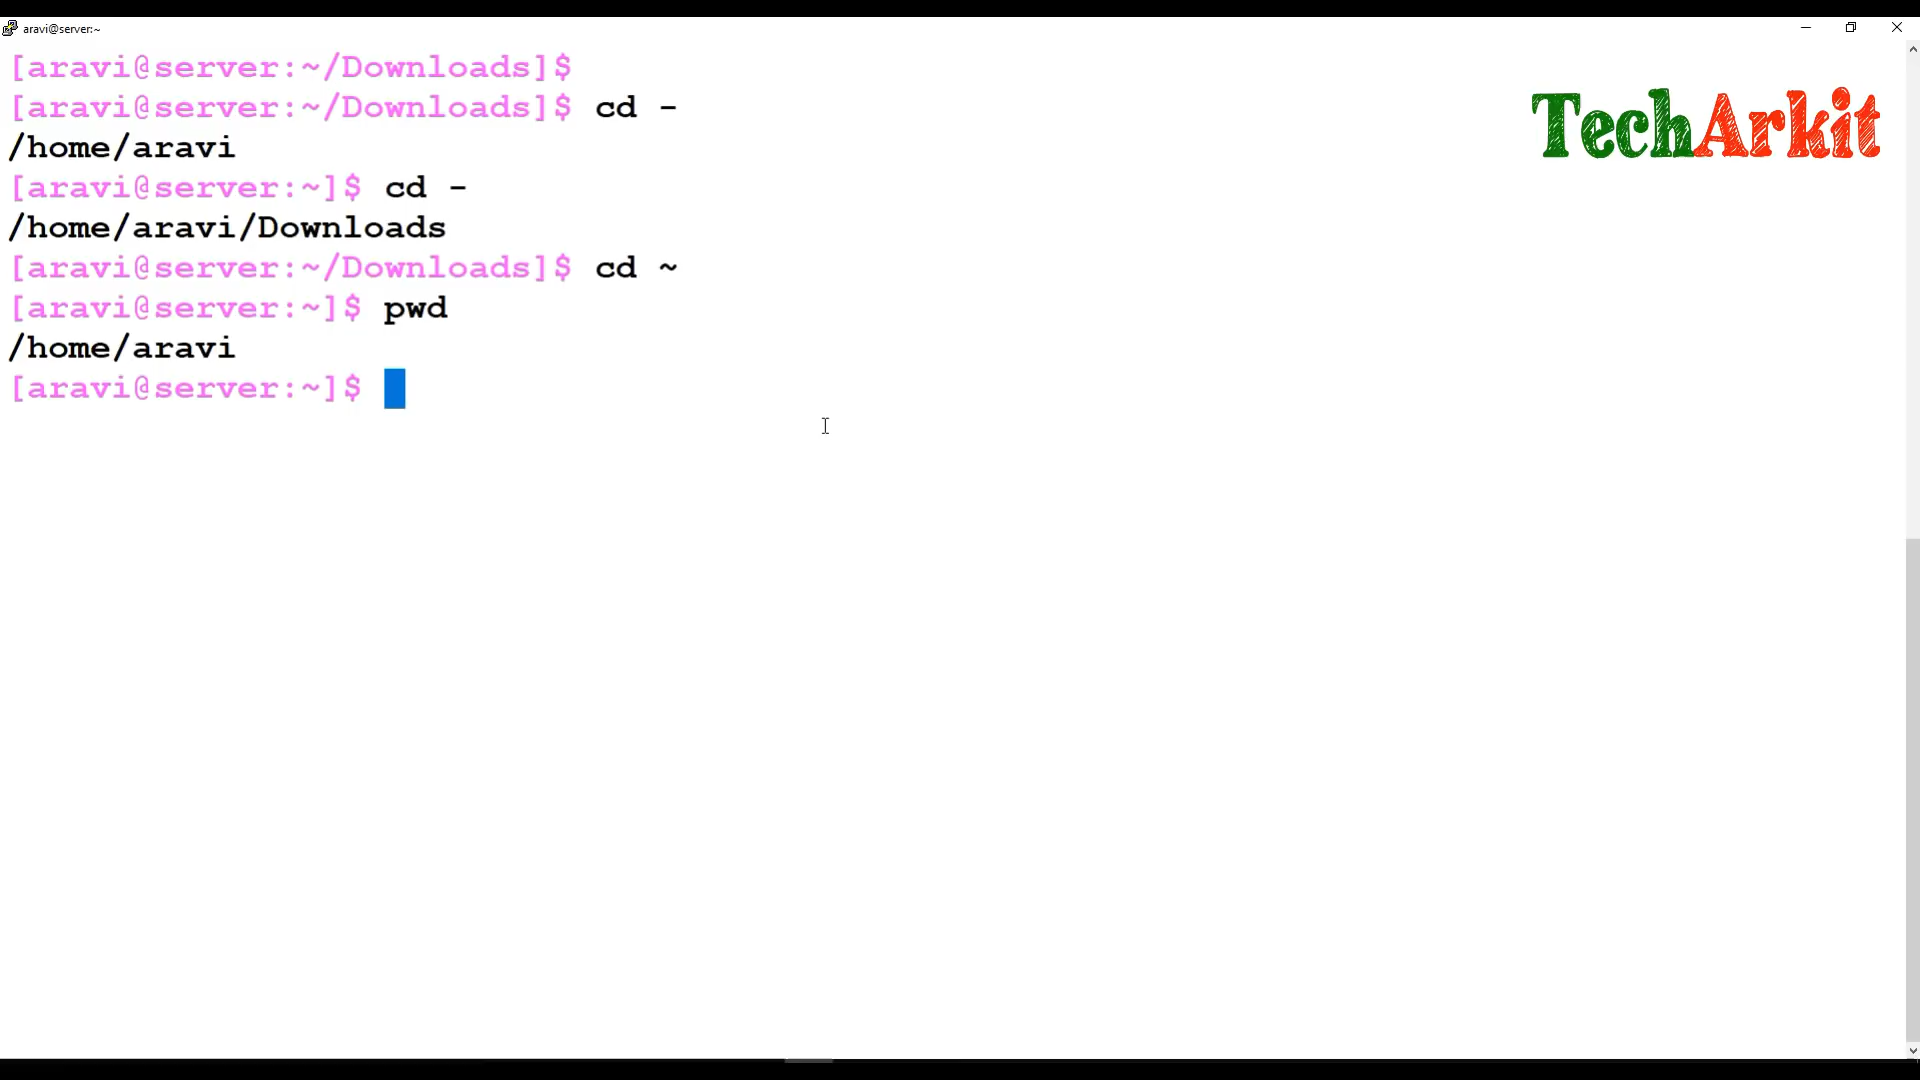 aravi@server:~
[aravi@server:~/Downloads]$
[aravi@server:~/Downloads]$ cd -
/home/aravi
[aravi@server:~]$ cd -
/home/aravi/Downloads
[aravi@server:~/Downloads]$ cd ~
[aravi@server:~]$ pwd
/home/aravi
[aravi@server:~]$
TechArkit